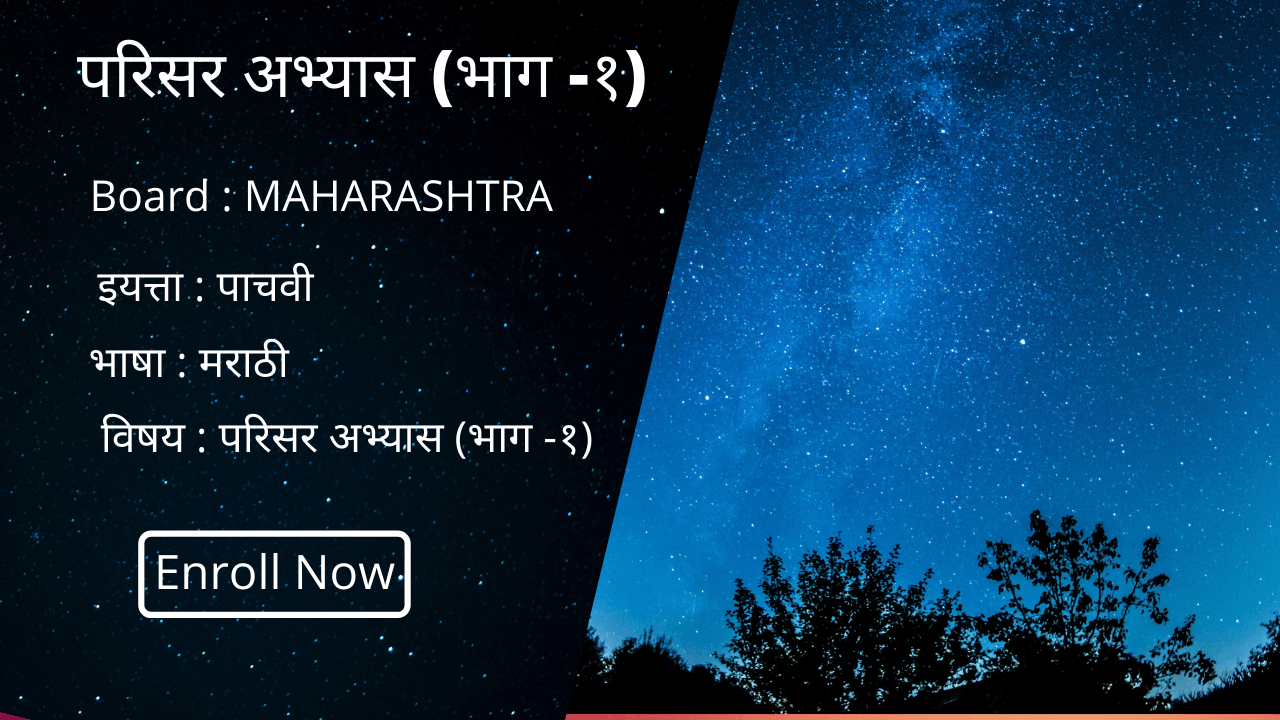 परिसर अभ्यास (भाग -१)
Board : MAHARASHTRA
इयत्ता : पाचवी
भाषा : मराठी
विषय : परिसर अभ्यास (भाग -१)
Enroll Now